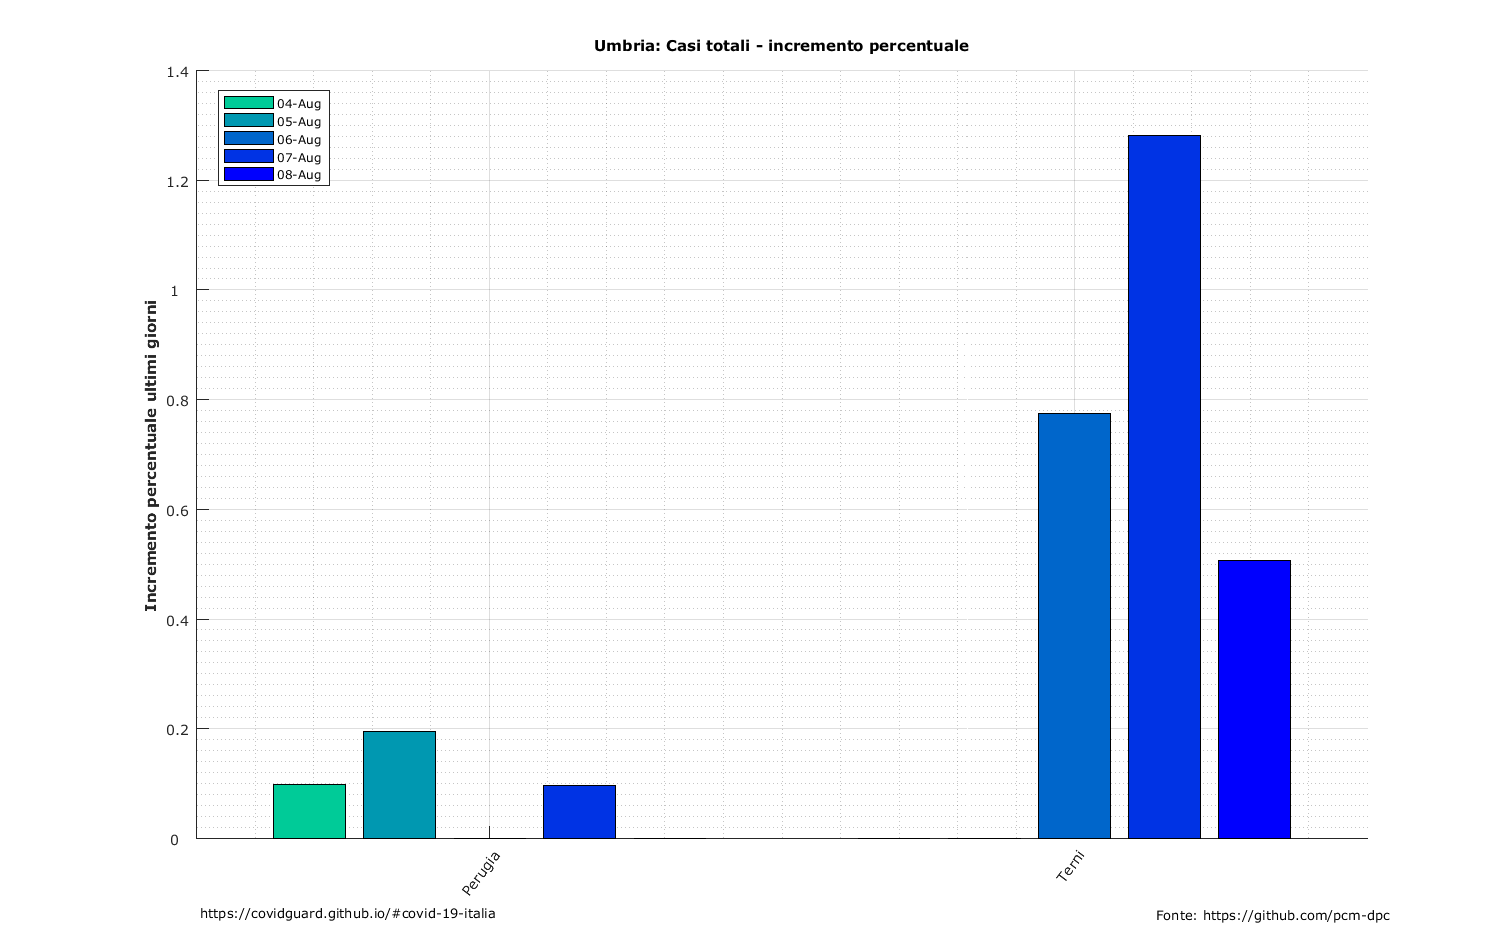 Umbria: Casi totali - incremento percentuale
1.4
04-Aug
05-Aug
06-Aug
07-Aug
08-Aug
1.2
1
0.8
0.6
0.4
0.2
0
Incremento percentuale ultimi giorni
Perugia
Terni
https://covidguard.github.io/#covid-19-italia
Fonte: https://github.com/pcm-dpc